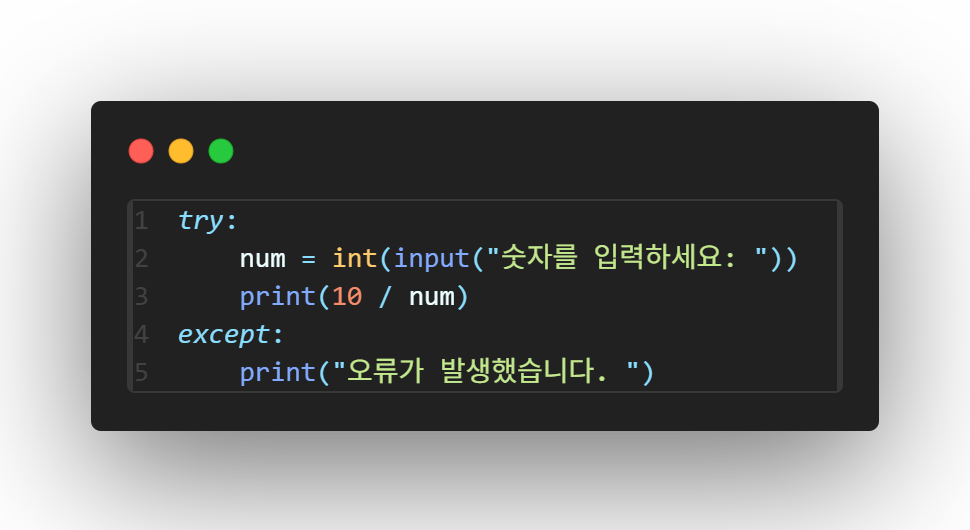 1 try:
2     num = int(input("숫자를 입력하세요: "))
3     print(10 / num)
4 except:
5     print("오류가 발생했습니다. ")